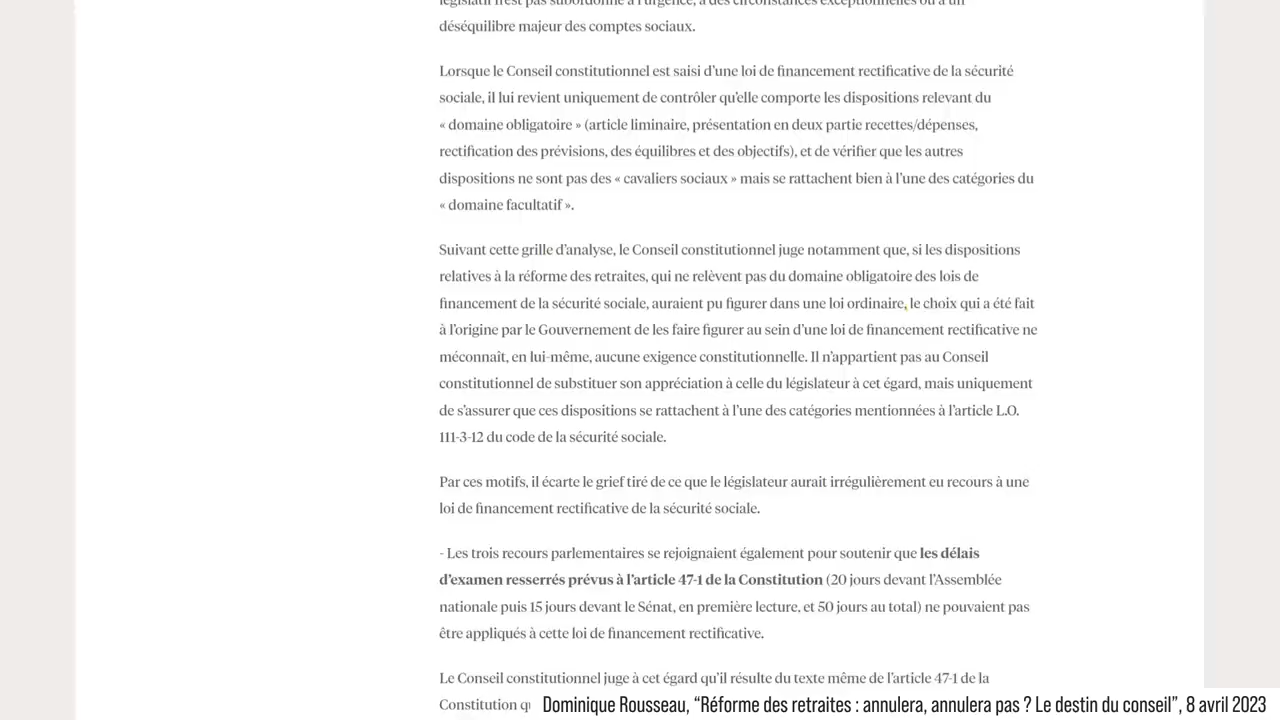 législatif n'est pas subordonné à l'urgence, à des circonstances exceptionnelles ou à un
déséquilibre majeur des comptes sociaux.
Lorsque le Conseil constitutionnel est saisi d'une loi de financement rectificative de la sécurité
sociale, il lui revient uniquement de contrôler qu'elle comporte les dispositions relevant du
« domaine obligatoire » (article liminaire, présentation en deux partie recettes/dépenses,
rectification des prévisions, des équilibres et des objectifs), et de vérifier que les autres
dispositions ne sont pas des « cavaliers sociaux » mais se rattachent bien à l'une des catégories du
« domaine facultatif ».
Suivant cette grille d'analyse, le Conseil constitutionnel juge notamment que, si les dispositions
relatives à la réforme des retraites, qui ne relèvent pas du domaine obligatoire des lois de
financement de la sécurité sociale, auraient pu figurer dans une loi ordinaire, le choix qui a été fait
à l'origine par le Gouvernement de les faire figurer au sein d'une loi de financement rectificative ne
méconnaît, en lui-même, aucune exigence constitutionnelle. Il n'appartient pas au Conseil
constitutionnel de substituer son appréciation à celle du législateur à cet égard, mais uniquement
de s'assurer que ces dispositions se rattachent à l'une des catégories mentionnées à l'article L.O.
111-3-12 du code de la sécurité sociale.
Par ces motifs, il écarte le grief tiré de ce que le législateur aurait irrégulièrement eu recours à une
loi de financement rectificative de la sécurité sociale.
- Les trois recours parlementaires se rejoignaient également pour soutenir que les délais
d'examen resserrés prévus à l'article 47-1 de la Constitution (20 jours devant l'Assemblée
nationale puis 15 jours devant le Sénat, en première lecture, et 50 jours au total) ne pouvaient pas
être appliqués à cette loi de financement rectificative.
Le Conseil constitutionnel juge à cet égard qu'il résulte du texte même de l'article 47-1 de la
Constitution
Dominique Rousseau, “Réforme des retraites : annulera, annulera pas ? Le destin du conseil”, 8 avril 2023